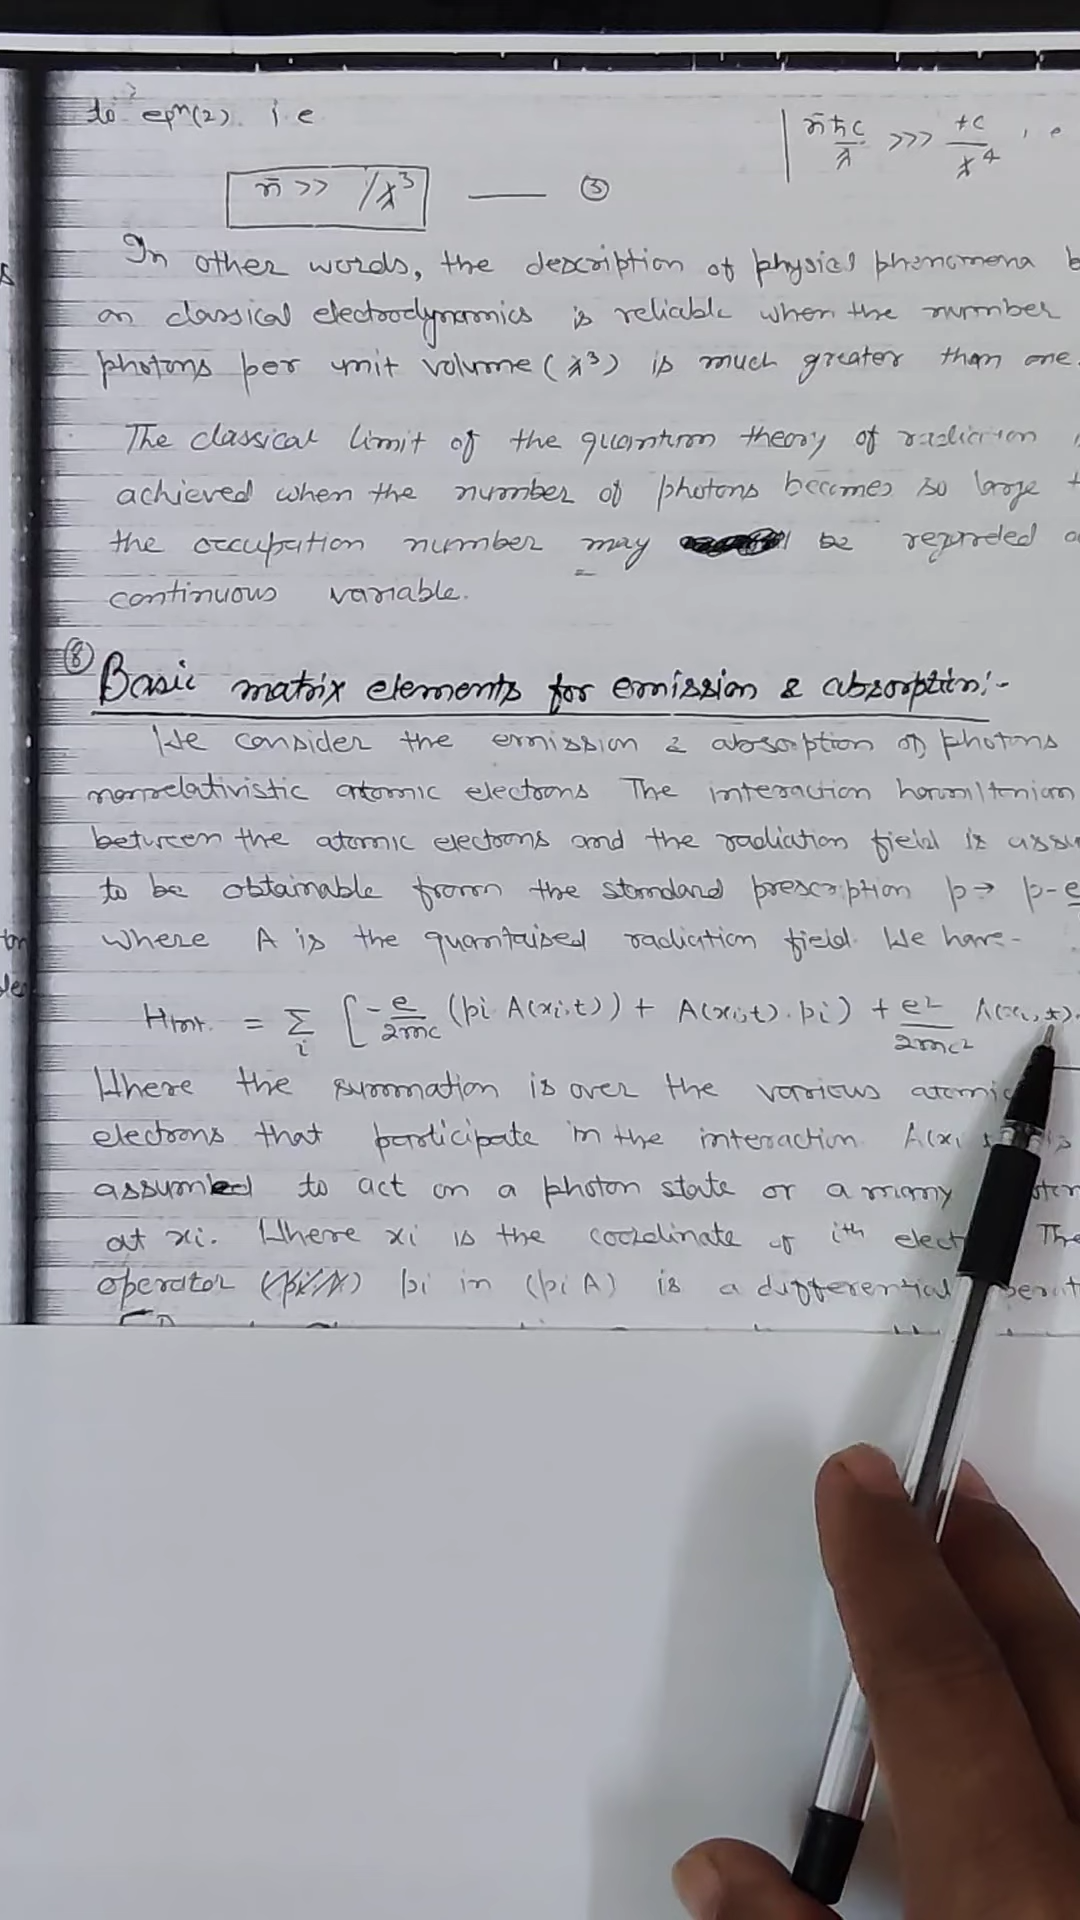 to eqn(2). i.e
n̄ħc/ƛ >>> ħc/ƛ⁴ , e
n̄ >> 1/ƛ³ —— ③
In other words, the description of physical phenomena b
on classical electrodynamics is reliable when the number
photons per unit volume (ƛ³) is much greater than one.
The classical limit of the quantum theory of radiation
achieved when the number of photons becomes so large t
the occupation number may be regarded a
continuous variable.
⑧ Basic matrix elements for emission & absorption:-
We consider the emission & absorption of photons
nonrelativistic atomic electrons The interaction hamiltonian
between the atomic electrons and the radiation field is assu
to be obtainable from the standard prescription p→ p-e
where A is the quantaised radiation field. We have-
Hint. = Σi [-e/2mc (pi A(xi,t)) + A(xi,t).pi) + e²/2mc² A(xi,t).
Where the summation is over the various atomic
electrons that participate in the interaction. A(xi t) is
assumed to act on a photon state or a many
at xi. Where xi is the coordinate of ith elect The
operator (pi/A) pi in (pi A) is a differential perat